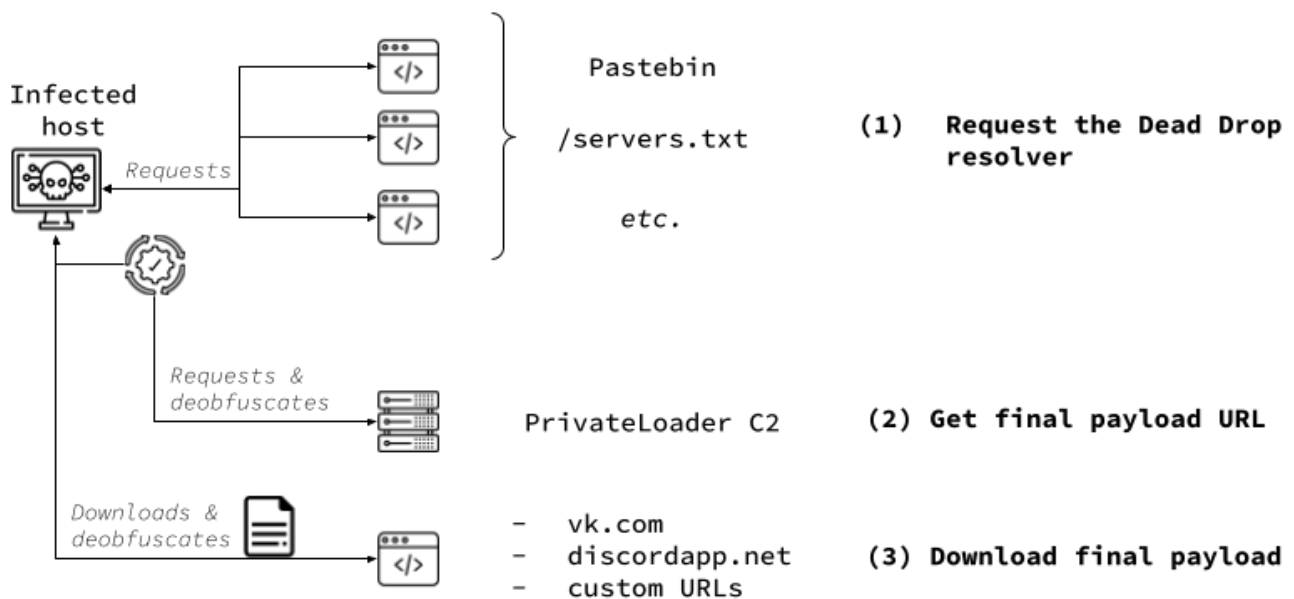 Infected
host
Requests
</>
</>
</>
Pastebin
/servers.txt
etc.
(1) Request the Dead Drop
resolver
Requests &
deobfuscates
PrivateLoader C2
(2) Get final payload URL
Downloads &
deobfuscates
</>
- vk.com
- discordapp.net
- custom URLs
(3) Download final payload